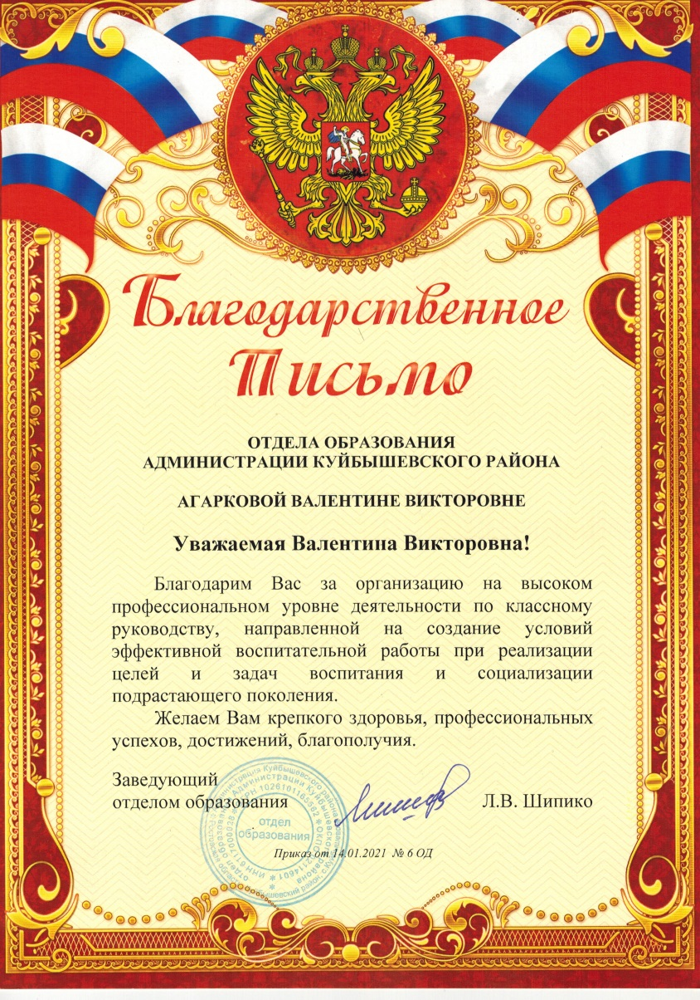 Благодарственное
Письмо
ОТДЕЛА ОБРАЗОВАНИЯ
АДМИНИСТРАЦИИ КУЙБЫШЕВСКОГО РАЙОНА
АГАРКОВОЙ ВАЛЕНТИНЕ ВИКТОРОВНЕ
Уважаемая Валентина Викторовна!
Благодарим Вас за организацию на высоком
профессиональном уровне деятельности по классному
руководству, направленной на создание условий
эффективной воспитательной работы при реализации
целей и задач воспитания и социализации
подрастающего поколения.
Желаем Вам крепкого здоровья, профессиональных
успехов, достижений, благополучия.
Заведующий
отделом образования Л.В. Шипико
отдел
образования
Приказ от 14.01.2021 № 6 ОД